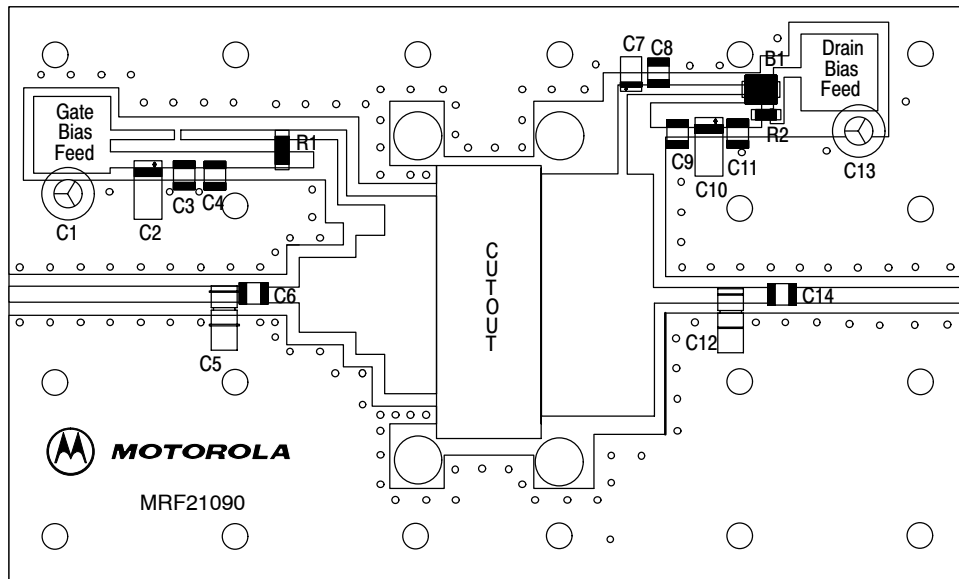 C7
C8
B1
Drain
Bias
Feed
Gate
Bias
Feed
R1
R2
C9
C10
C11
C13
C1
C2
C3
C4
CUTOUT
C6
C5
C14
C12
MOTOROLA
MRF21090